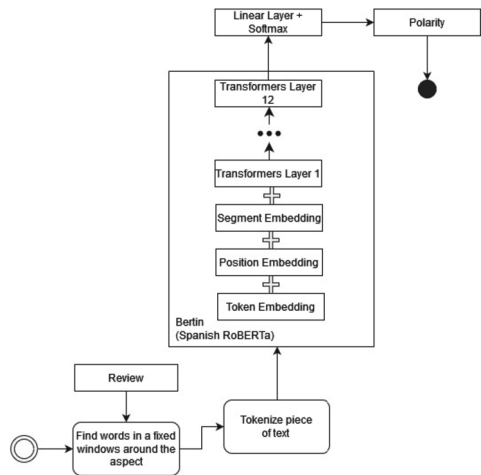 Linear Layer +
Softmax
Polarity
Transformers Layer
12
Transformers Layer 1
Segment Embedding
Position Embedding
Token Embedding
Bertin
(Spanish RoBERTa)
Review
Find words in a fixed
windows around the
aspect
Tokenize piece
of text